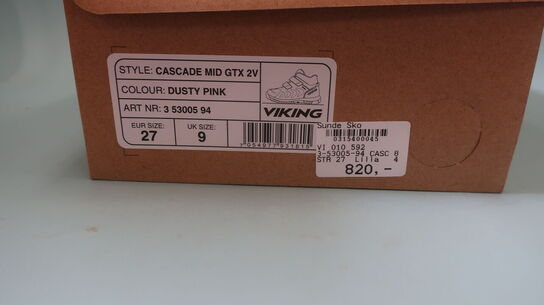 STYLE: CASCADE MID GTX 2V
COLOUR: DUSTY PINK
ART NR: 3 53005 94
VIKING
EUR SIZE:
27
UK SIZE:
9
Sunde Sko
0315400045
VI 010 592
3-53005-94 CASC 8
STR 27 Lilla 4
820,-